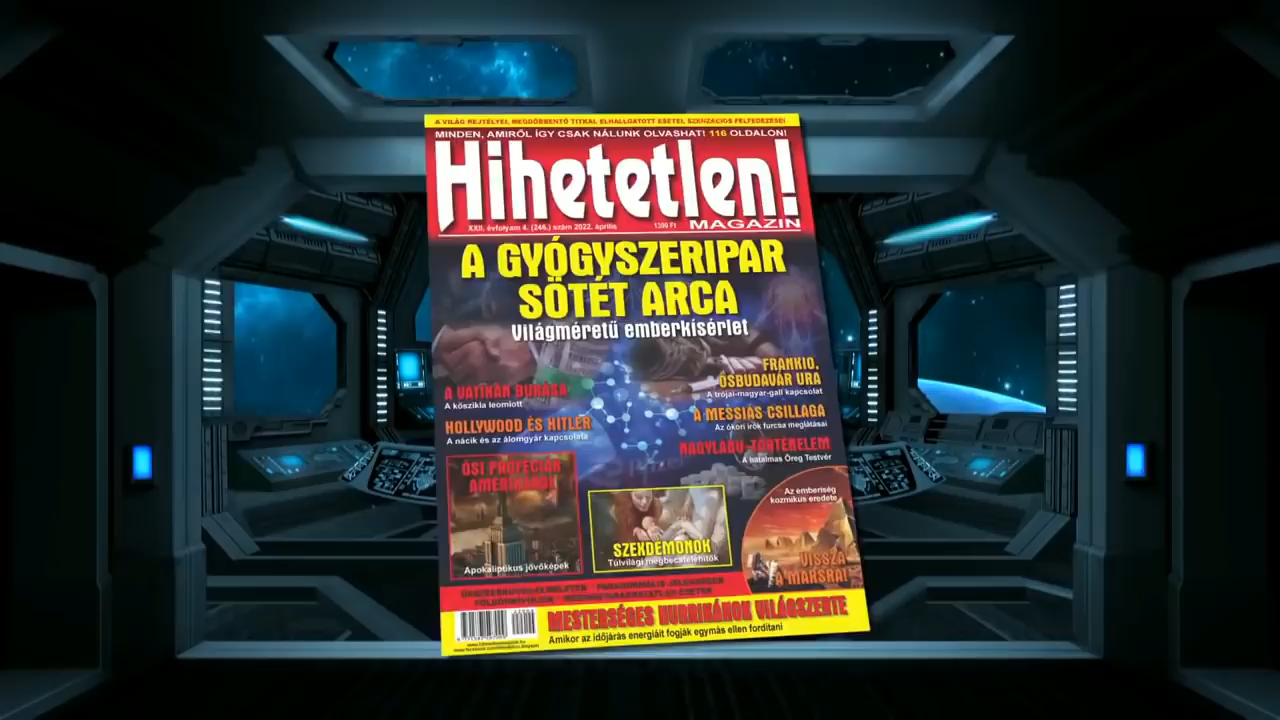 A VILÁG REJTÉLYEI, MEGDÖBBENTŐ TITKAI, ELHALLGATOTT ESETEI, SZENZÁCIÓS FELFEDEZÉSEI
MINDEN, AMIRŐL ÍGY CSAK NÁLUNK OLVASHAT! 116 OLDALON!
Hihetetlen!
MAGAZIN
XXII. évfolyam 4. (246.) szám 2022. április 1399 Ft
A GYÓGYSZERIPAR
SÖTÉT ARCA
Világméretű emberkísérlet
A VATIKÁN BUKÁSA
A kőszikla leomlott
HOLLYWOOD ÉS HITLER
A nácik és az álomgyár kapcsolata
FRANKIO,
ŐSBUDAVÁR URA
A trójai-magyar-gall kapcsolat
A MESSIÁS CSILLAGA
Az ókori írók furcsa meglátásai
NAGYLÁBÚ-TÖRTÉNELEM
A hatalmas Öreg Testvér
ŐSI PRÓFÉCIÁK
AMERIKÁRÓL
Apokaliptikus jövőképek
SZEXDÉMONOK
Túlvilági megbecstelenítők
Az emberiség
kozmikus eredete
VISSZA
A MARSRA!
MESTERSÉGES HURRIKÁNOK VILÁGSZERTE
Amikor az időjárás energiáit fogják egymás ellen fordítani